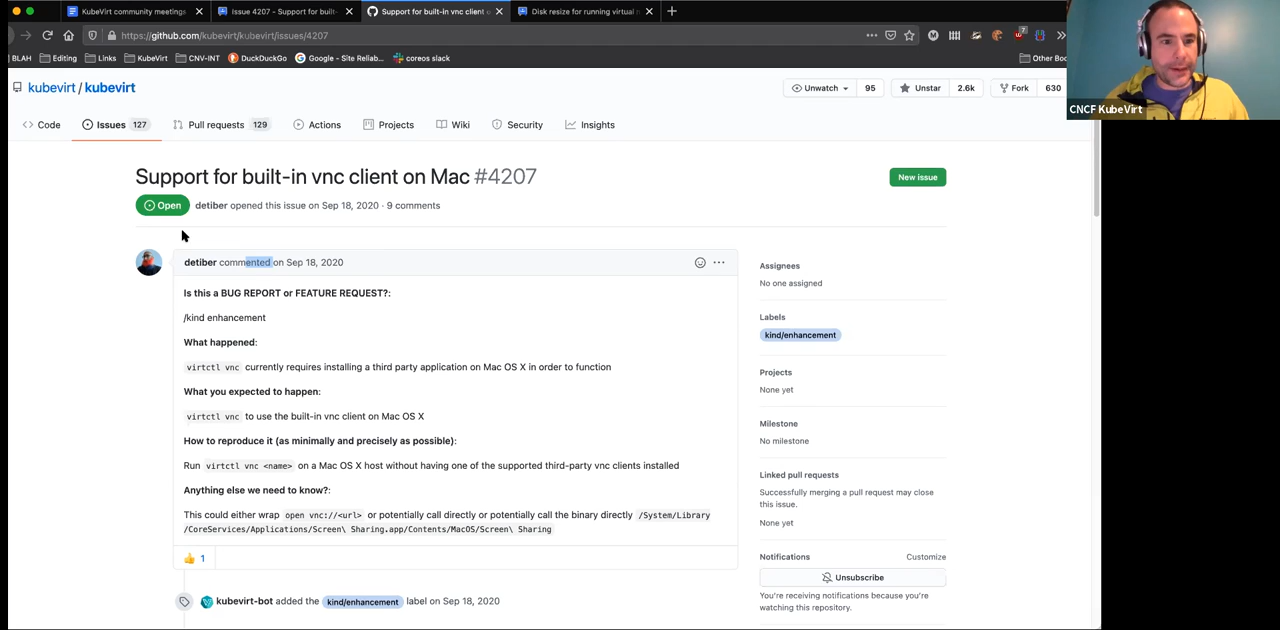 KubeVirt community meetings
Issue 4207 - Support for built-
Support for built-in vnc client o
Disk resize for running virtual m
https://github.com/kubevirt/kubevirt/issues/4207
7
BLAH
Editing
Links
KubeVirt
CNV-INT
DuckDuckGo
Google - Site Reliab...
coreos slack
Other Boo
CNCF KubeVirt
kubevirt / kubevirt
Unwatch
95
Unstar
2.6k
Fork
630
Code
Issues 127
Pull requests 129
Actions
Projects
Wiki
Security
Insights
Support for built-in vnc client on Mac #4207
New issue
Open
detiber opened this issue on Sep 18, 2020 · 9 comments
detiber commented on Sep 18, 2020
Is this a BUG REPORT or FEATURE REQUEST?:
/kind enhancement
What happened:
virtctl vnc currently requires installing a third party application on Mac OS X in order to function
What you expected to happen:
virtctl vnc to use the built-in vnc client on Mac OS X
How to reproduce it (as minimally and precisely as possible):
Run virtctl vnc <name> on a Mac OS X host without having one of the supported third-party vnc clients installed
Anything else we need to know?:
This could either wrap open vnc://<url> or potentially call directly or potentially call the binary directly /System/Library
/CoreServices/Applications/Screen\ Sharing.app/Contents/MacOS/Screen\ Sharing
1
kubevirt-bot added the kind/enhancement label on Sep 18, 2020
Assignees
No one assigned
Labels
kind/enhancement
Projects
None yet
Milestone
No milestone
Linked pull requests
Successfully merging a pull request may close
this issue.
None yet
Notifications
Customize
Unsubscribe
You're receiving notifications because you're
watching this repository.